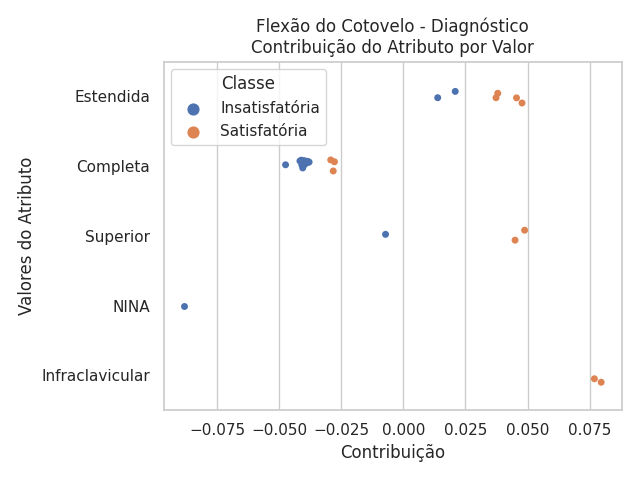 Flexão do Cotovelo - Diagnóstico
Contribuição do Atributo por Valor
Classe
Insatisfatória
Satisfatória
Valores do Atributo
Estendida
Completa
Superior
NINA
Infraclavicular
−0.075 −0.050 −0.025 0.000 0.025 0.050 0.075
Contribuição